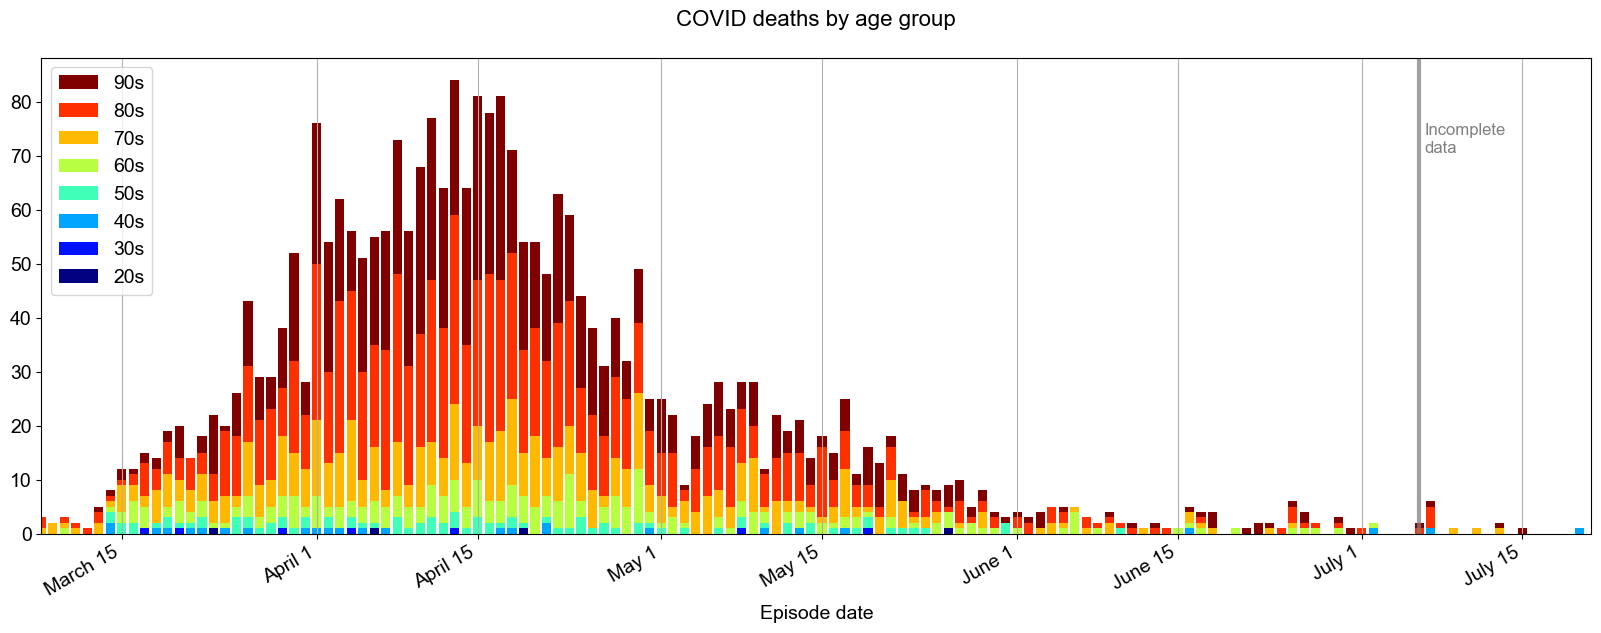 COVID deaths by age group
90s
80s
70s
60s
50s
40s
30s
20s
Incomplete
data
80
70
60
50
40
30
20
10
0
March 15
April 1
April 15
May 1
May 15
June 1
June 15
July 1
July 15
Episode date